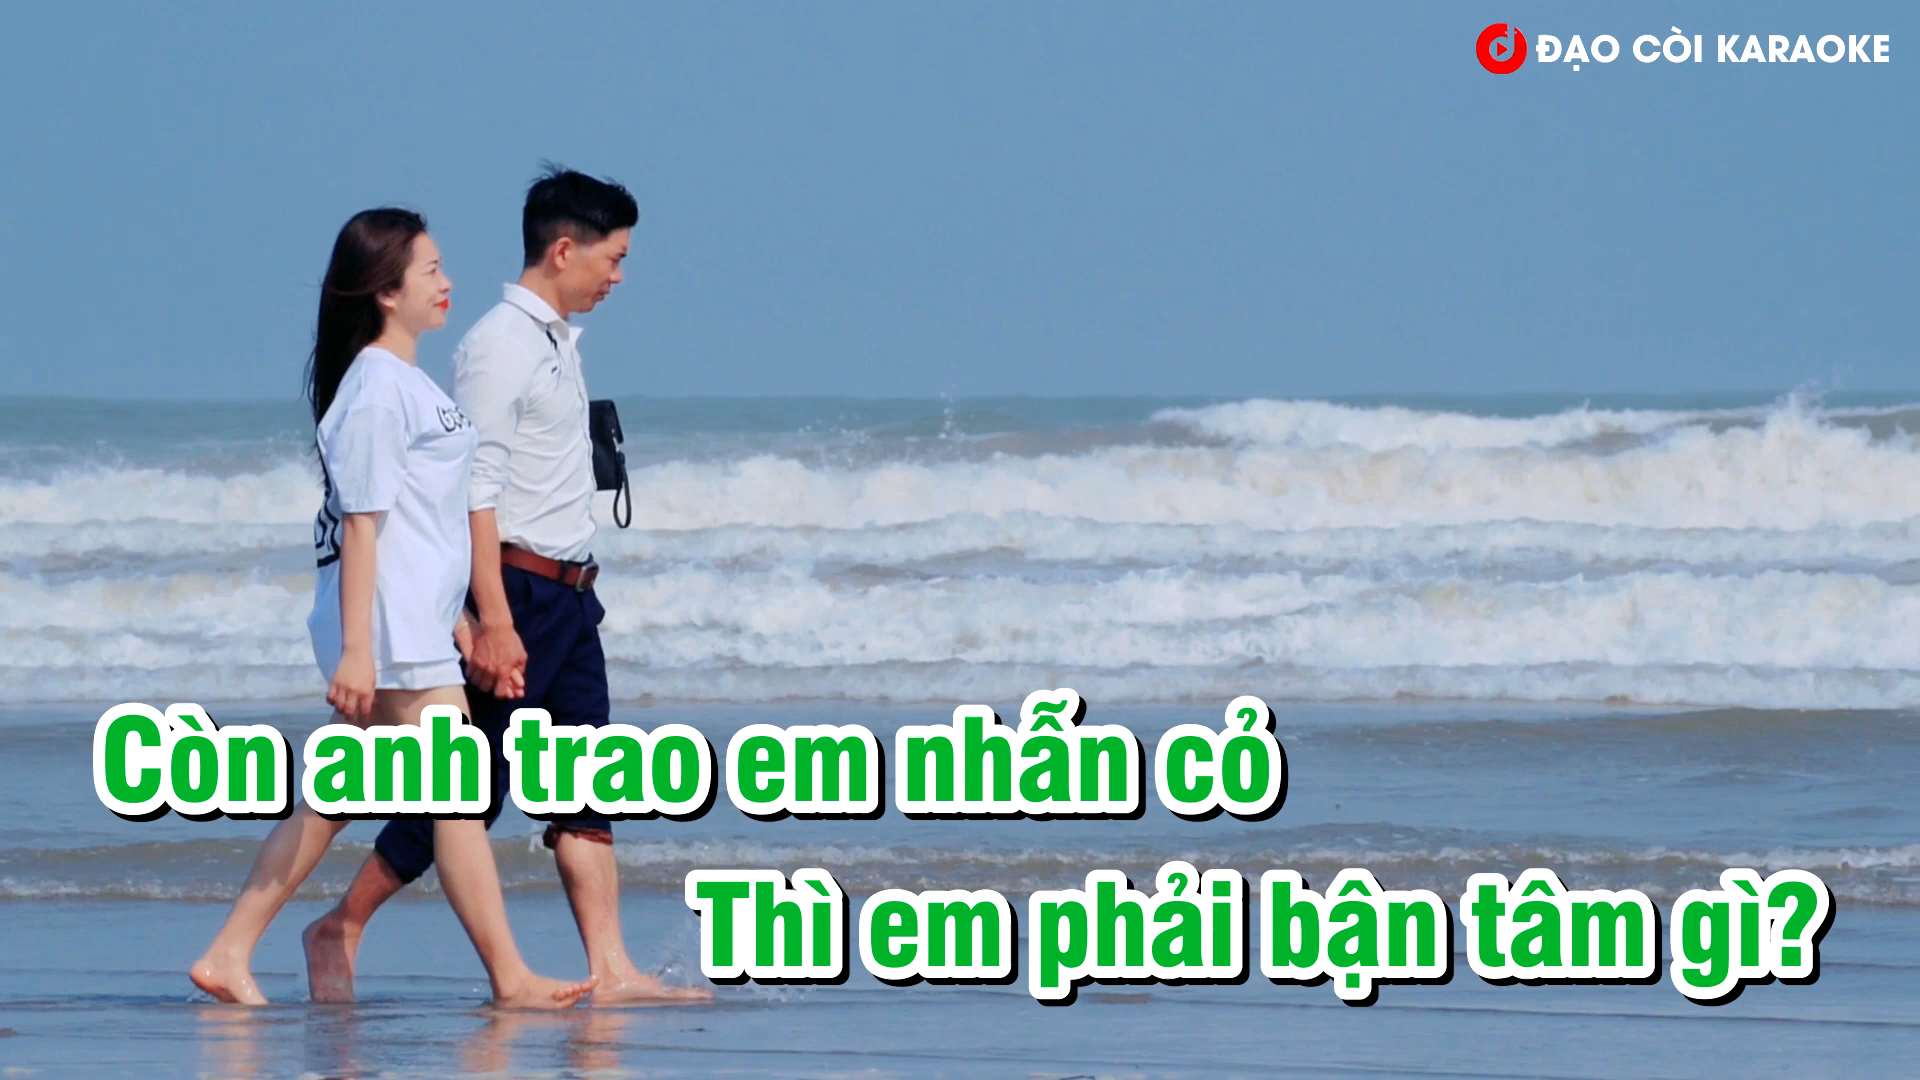 ĐẠO CÒI KARAOKE
Còn anh trao em nhẫn cỏ
Thì em phải bận tâm gì?